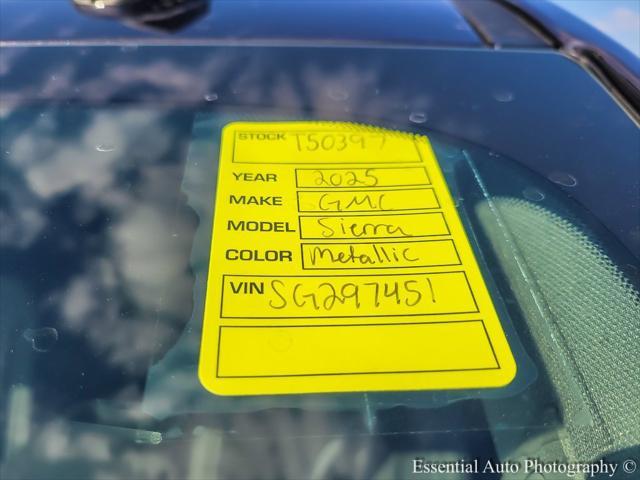 STOCK T50397
YEAR 2025
MAKE GMC
MODEL Sierra
COLOR Metallic
VIN SG297451
Essential Auto Photography ©